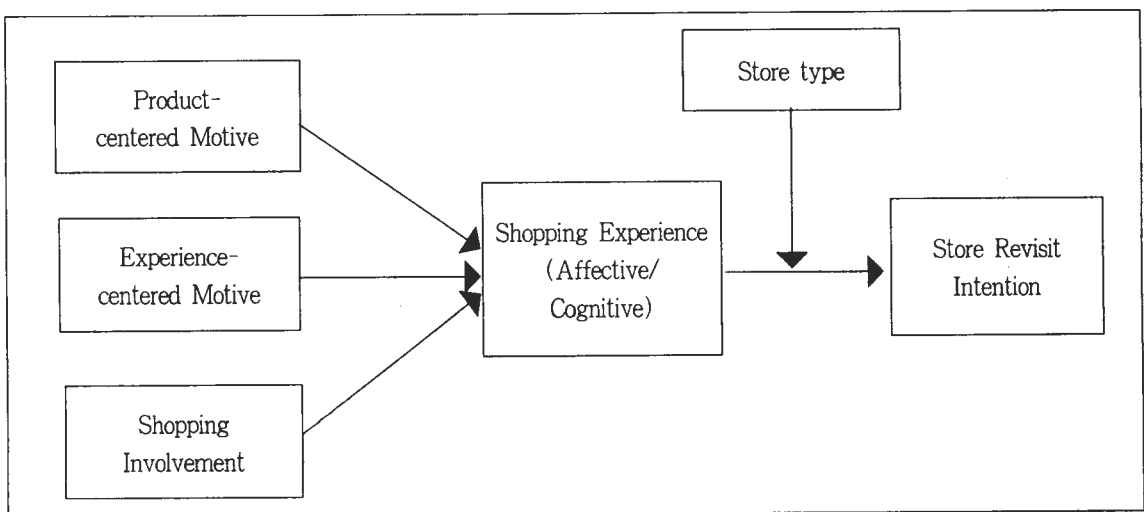 Product-
centered Motive
Experience-
centered Motive
Shopping
Involvement
Shopping Experience
(Affective/
Cognitive)
Store type
Store Revisit
Intention